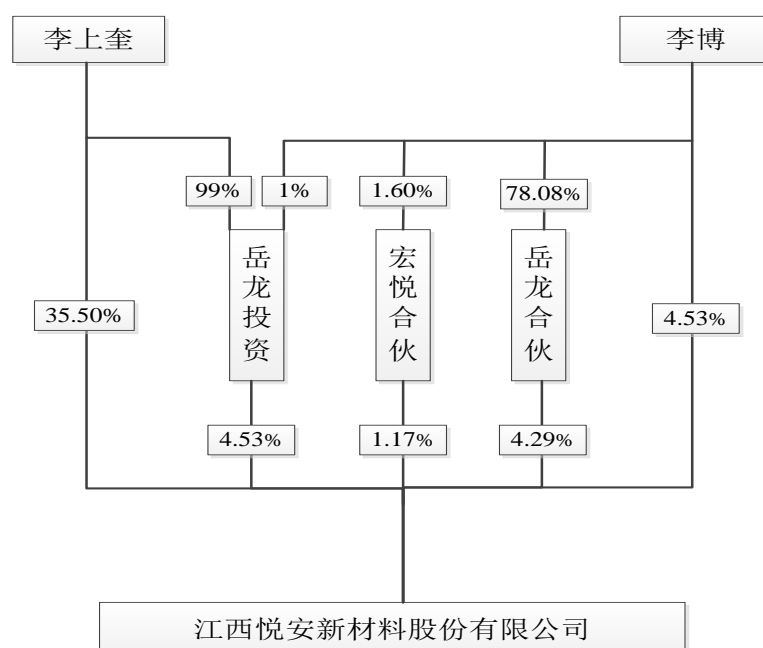 李上奎
李博
99%
1%
1.60%
78.08%
岳龙投资
宏悦合伙
岳龙合伙
35.50%
4.53%
4.53%
1.17%
4.29%
江西悦安新材料股份有限公司